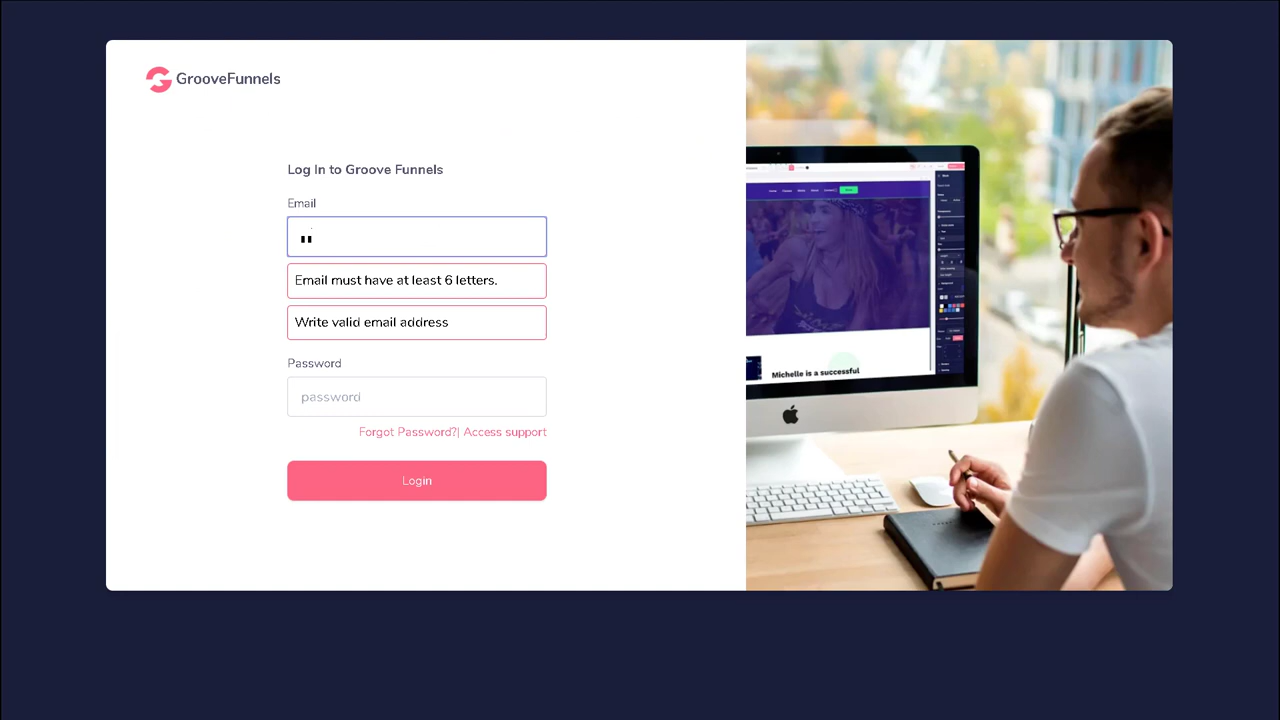 GrooveFunnels
Log In to Groove Funnels
Email
Email must have at least 6 letters.
Write valid email address
Password
password
Forgot Password?| Access support
Login
Michelle is a successful